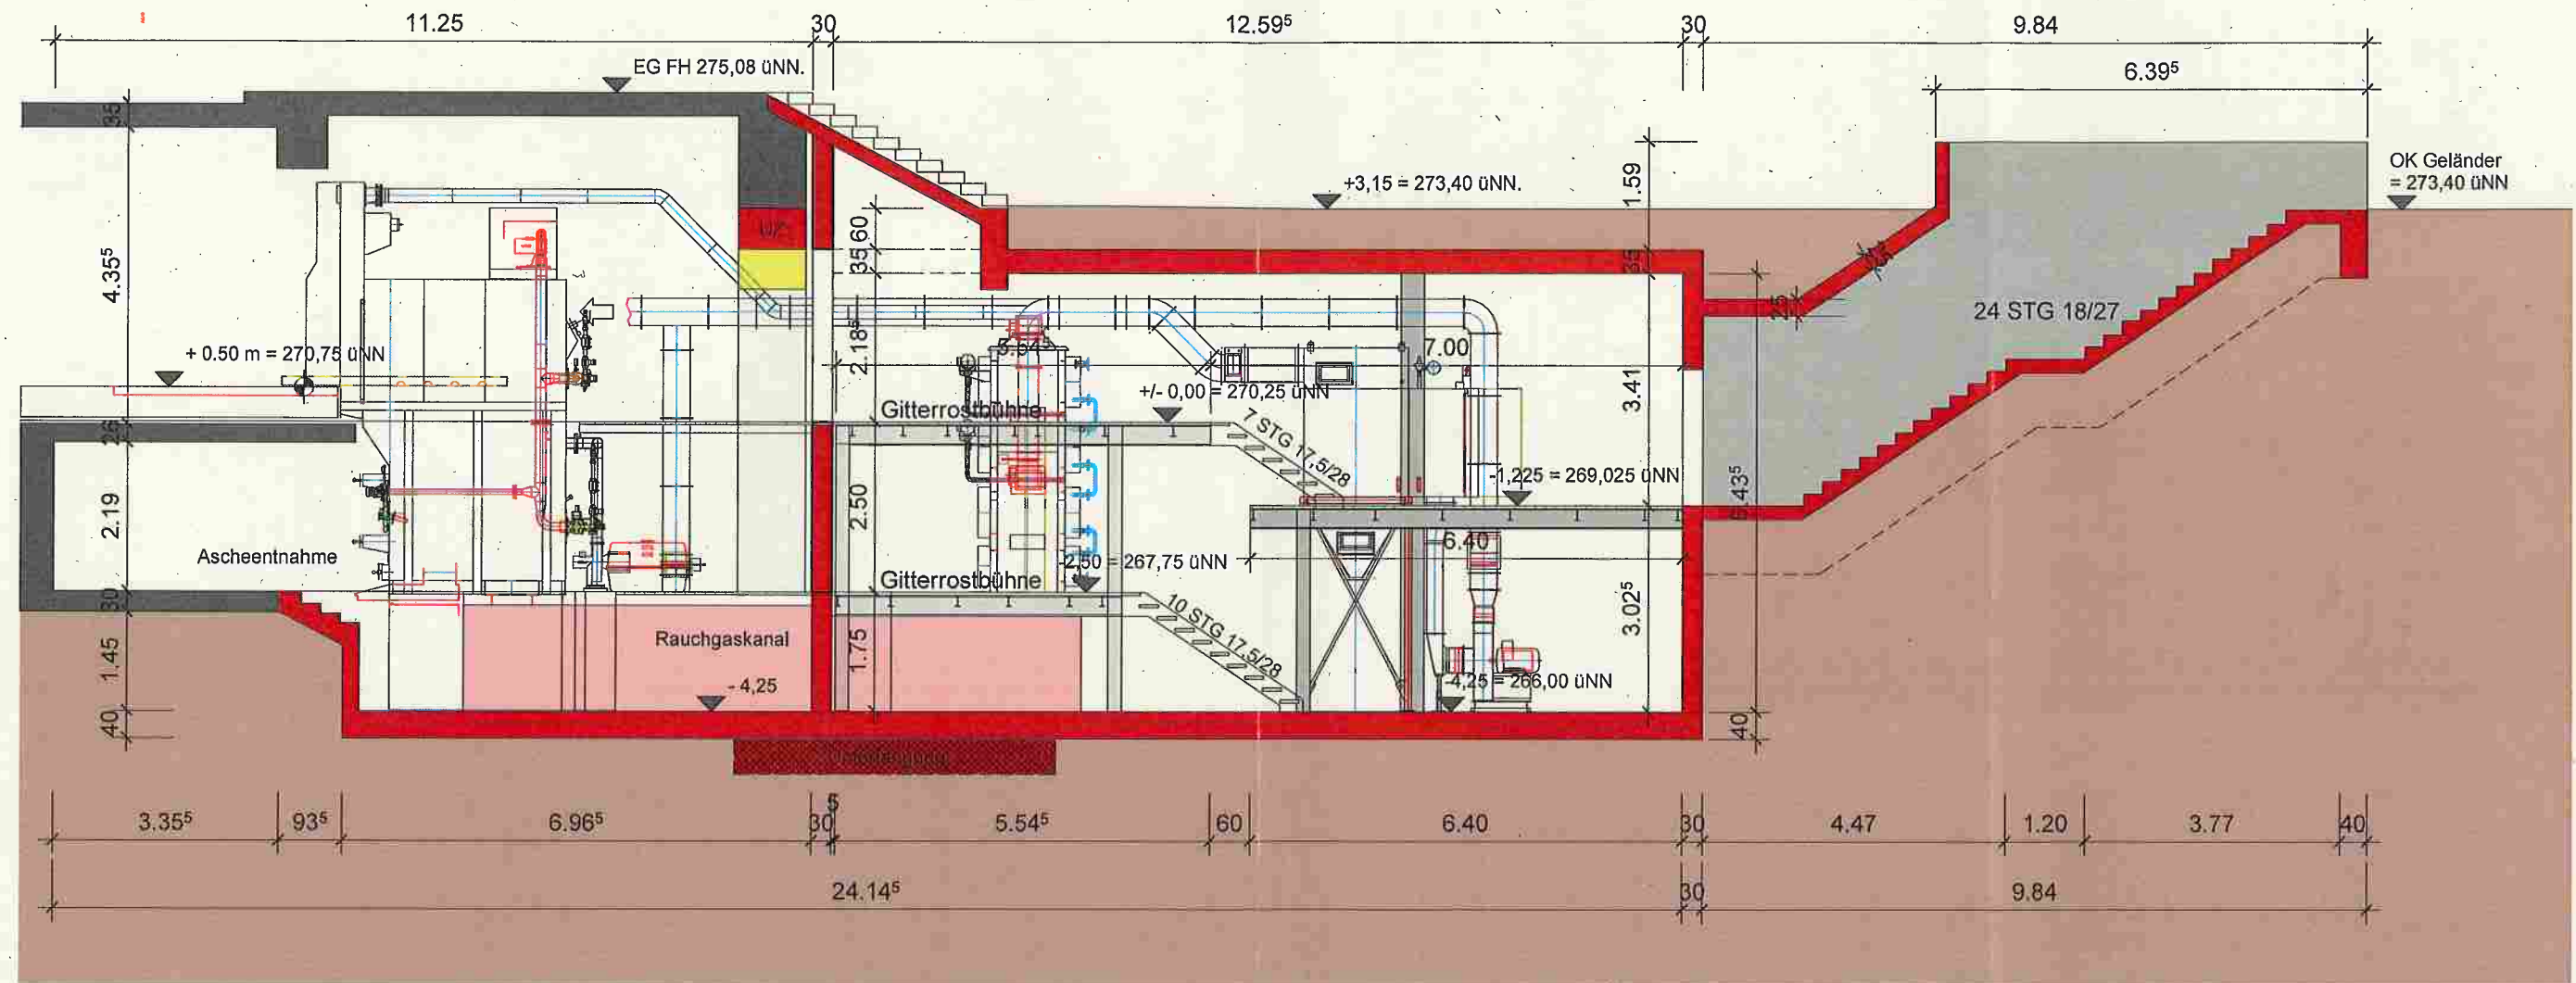 11.25
30
12.59⁵
30
9.84
6.39⁵
EG FH 275,08 üNN.
35
OK Geländer
= 273,40 üNN
+3,15 = 273,40 üNN.
1.59
60
UZ
35
35
4.35⁵
25
25
24 STG 18/27
2.18⁵
5.54⁵
7.00
+ 0.50 m = 270,75 üNN
+/- 0,00 = 270,25 üNN
3.41
Gitterrostbühne
26
7 STG 17,5/28
-1,225 = 269,025 üNN
6.43⁵
2.19
2.50
6.40
Ascheentnahme
-2,50 = 267,75 üNN
Gitterrostbühne
30
10 STG 17,5/28
3.02⁵
Rauchgaskanal
1.45
1.75
- 4,25
-4,25 = 266,00 üNN
40
40
Unterfangung
3.35⁵
93⁵
6.96⁵
30
5
5.54⁵
60
6.40
30
4.47
1.20
3.77
40
24.14⁵
30
9.84